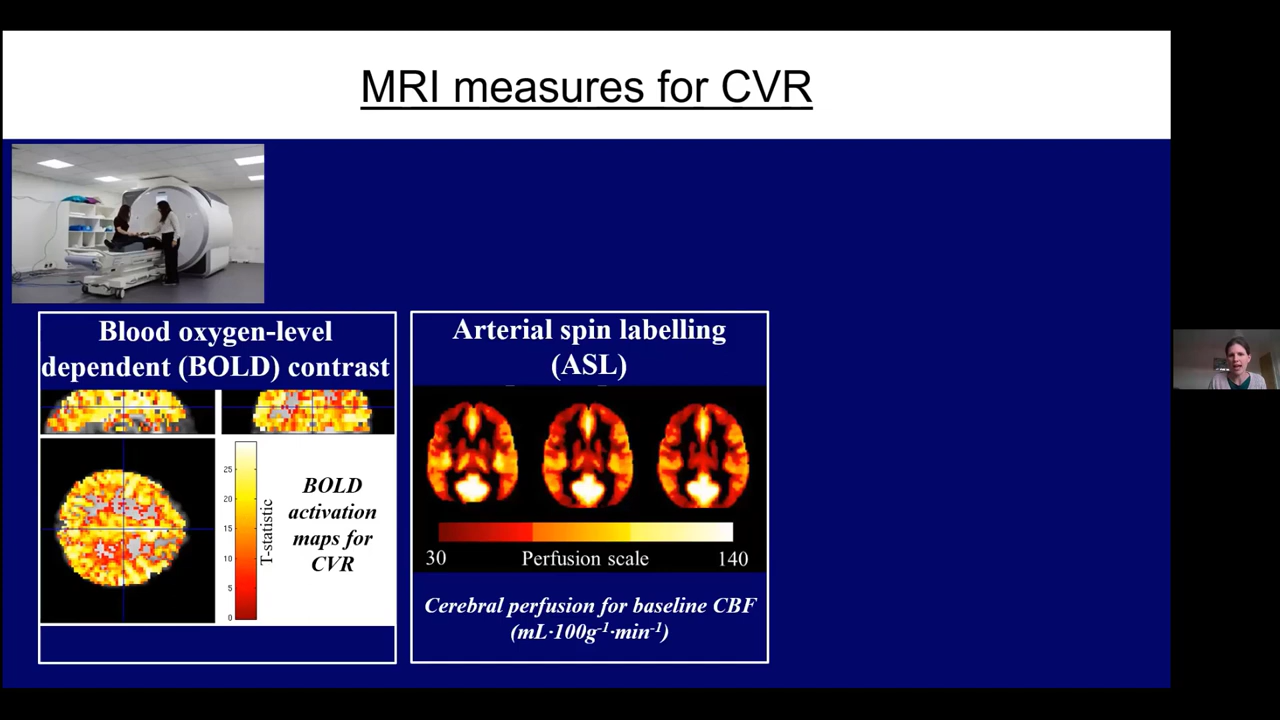 MRI measures for CVR
Blood oxygen-level
dependent (BOLD) contrast
25
20
15
10
5
0
T-statistic
BOLD
activation
maps for
CVR
Arterial spin labelling
(ASL)
30 Perfusion scale 140
Cerebral perfusion for baseline CBF
(mL·100g⁻¹·min⁻¹)